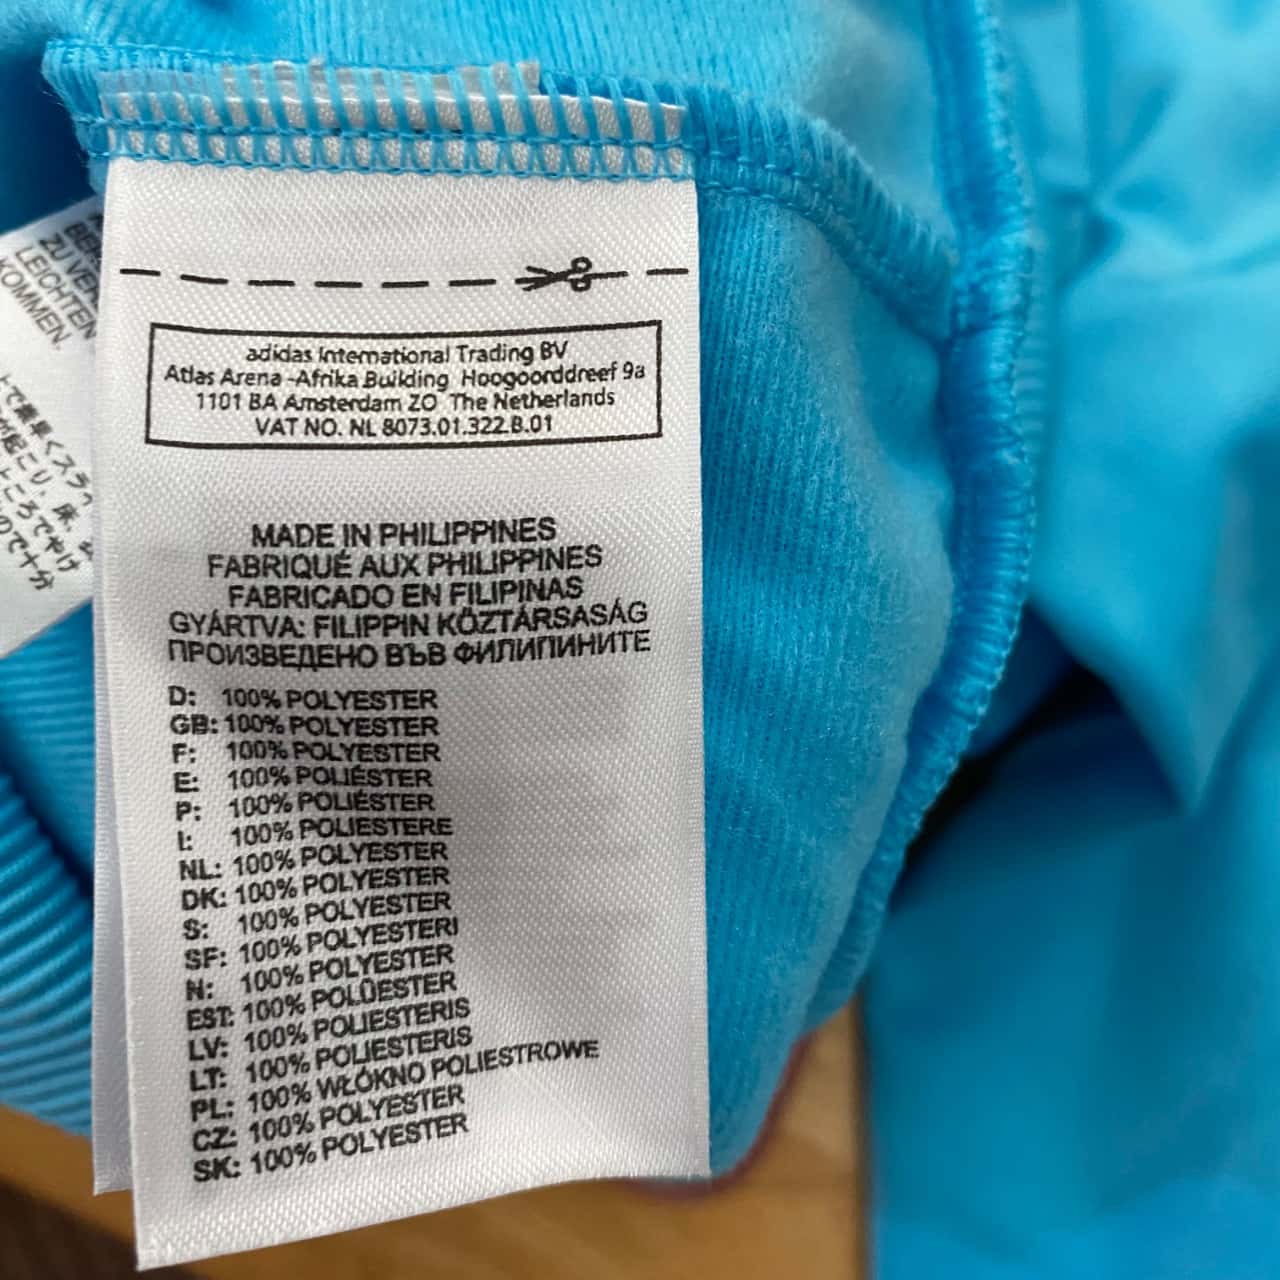 BE
ZU VER
LEICHTEN
KOMMEN.
adidas International Trading BV
Atlas Arena -Afrika Building Hoogoorddreef 9a
1101 BA Amsterdam ZO The Netherlands
VAT NO. NL 8073.01.322.B.01
MADE IN PHILIPPINES
FABRIQUÉ AUX PHILIPPINES
FABRICADO EN FILIPINAS
GYÁRTVA: FILIPPIN KÖZTÁRSASÁG
ПРОИЗВЕДЕНО ВЪВ ФИЛИПИНИТЕ
D: 100% POLYESTER
GB: 100% POLYESTER
F: 100% POLYESTER
E: 100% POLIÉSTER
P: 100% POLIÉSTER
I: 100% POLIESTERE
NL: 100% POLYESTER
DK: 100% POLYESTER
S: 100% POLYESTER
SF: 100% POLYESTERI
N: 100% POLYESTER
EST: 100% POLÜESTER
LV: 100% POLIESTERIS
LT: 100% POLIESTERIS
PL: 100% WŁÓKNO POLIESTROWE
CZ: 100% POLYESTER
SK: 100% POLYESTER